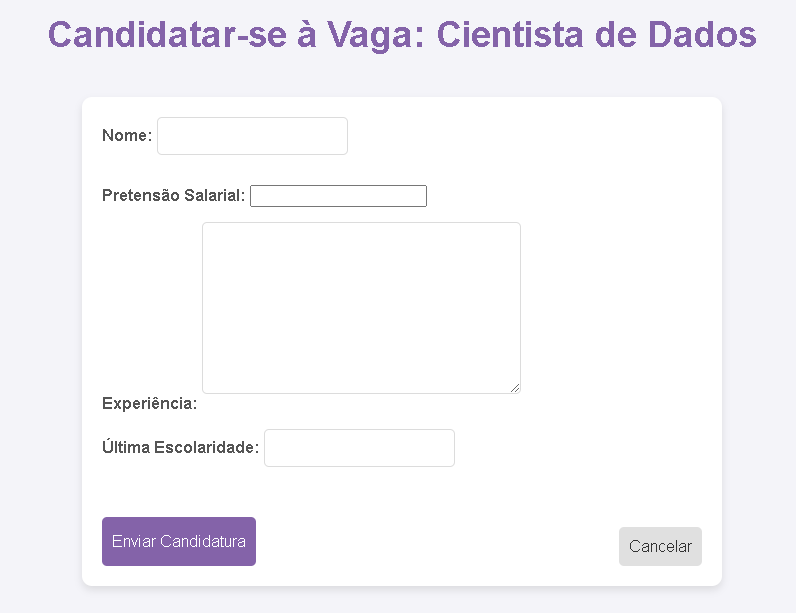 Candidatar-se à Vaga: Cientista de Dados
Nome:
Pretensão Salarial:
Experiência:
Última Escolaridade:
Enviar Candidatura
Cancelar